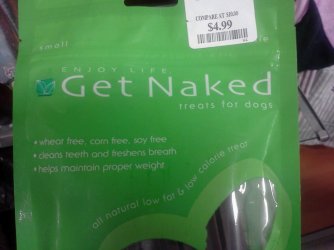 COMPARE AT $10.00
$4.99
small
ENJOY LIFE
Get Naked
treats for dogs
• wheat free, corn free, soy free
• cleans teeth and freshens breath
• helps maintain proper weight
all natural low fat & low calorie treat